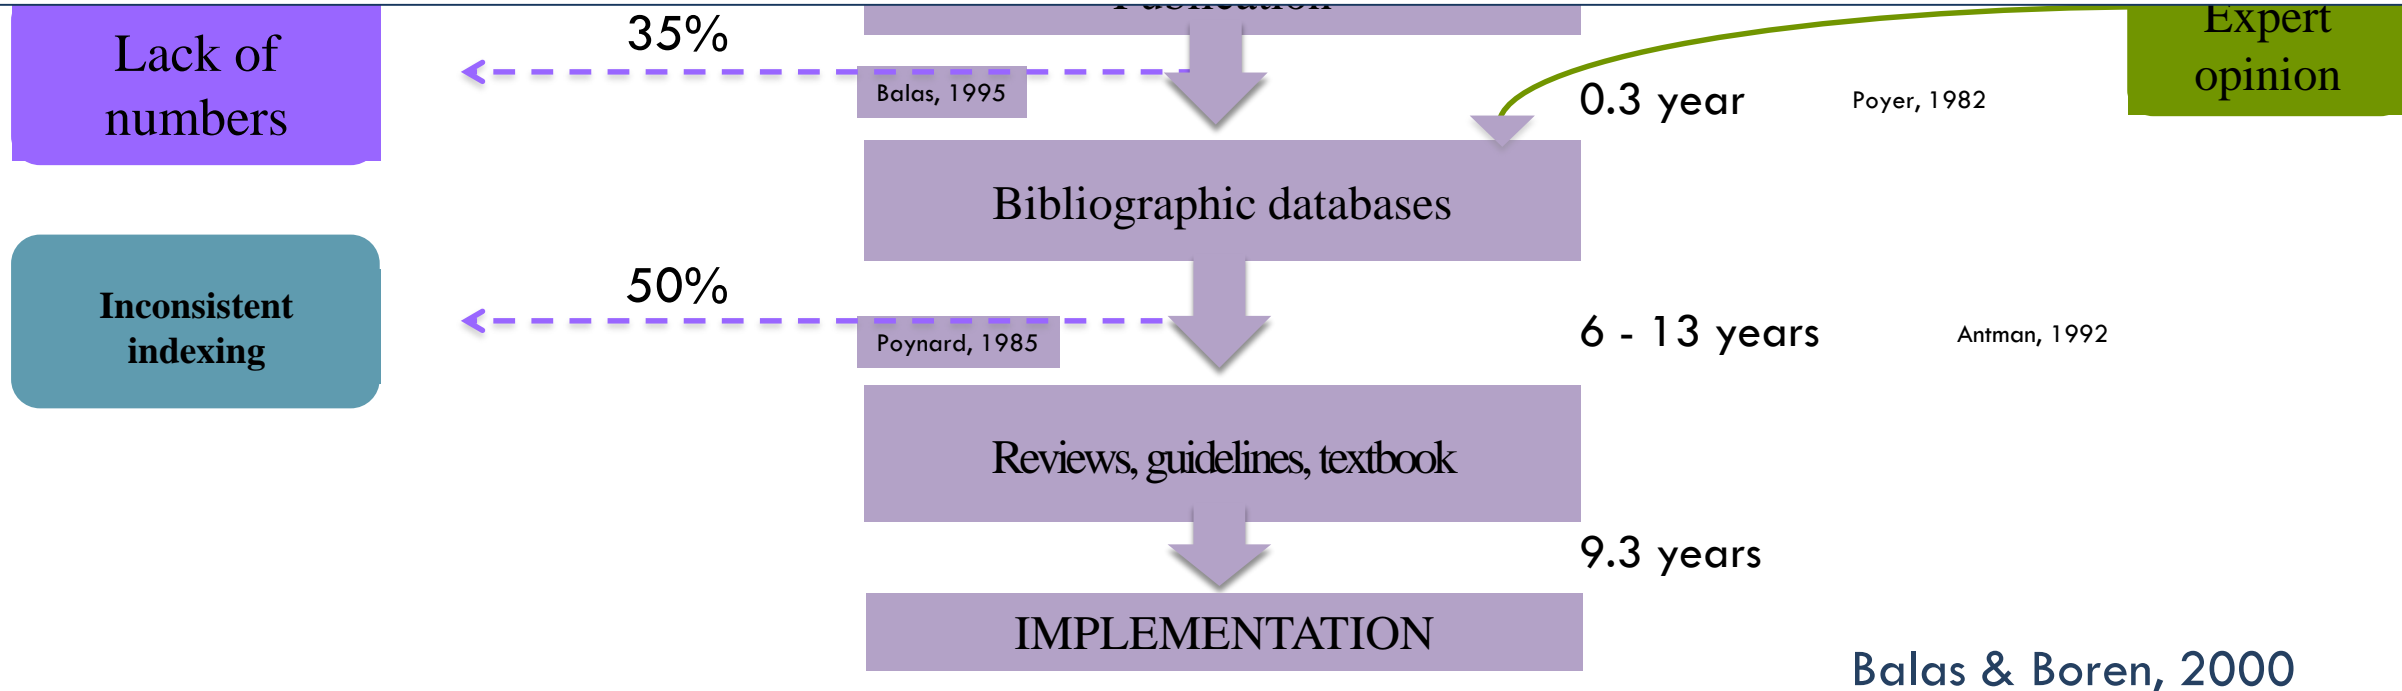 Publication
Expert
opinion
Lack of
numbers
35%
Balas, 1995
0.3 year
Poyer, 1982
Bibliographic databases
Inconsistent
indexing
50%
Poynard, 1985
6 - 13 years
Antman, 1992
Reviews, guidelines, textbook
9.3 years
IMPLEMENTATION
Balas & Boren, 2000